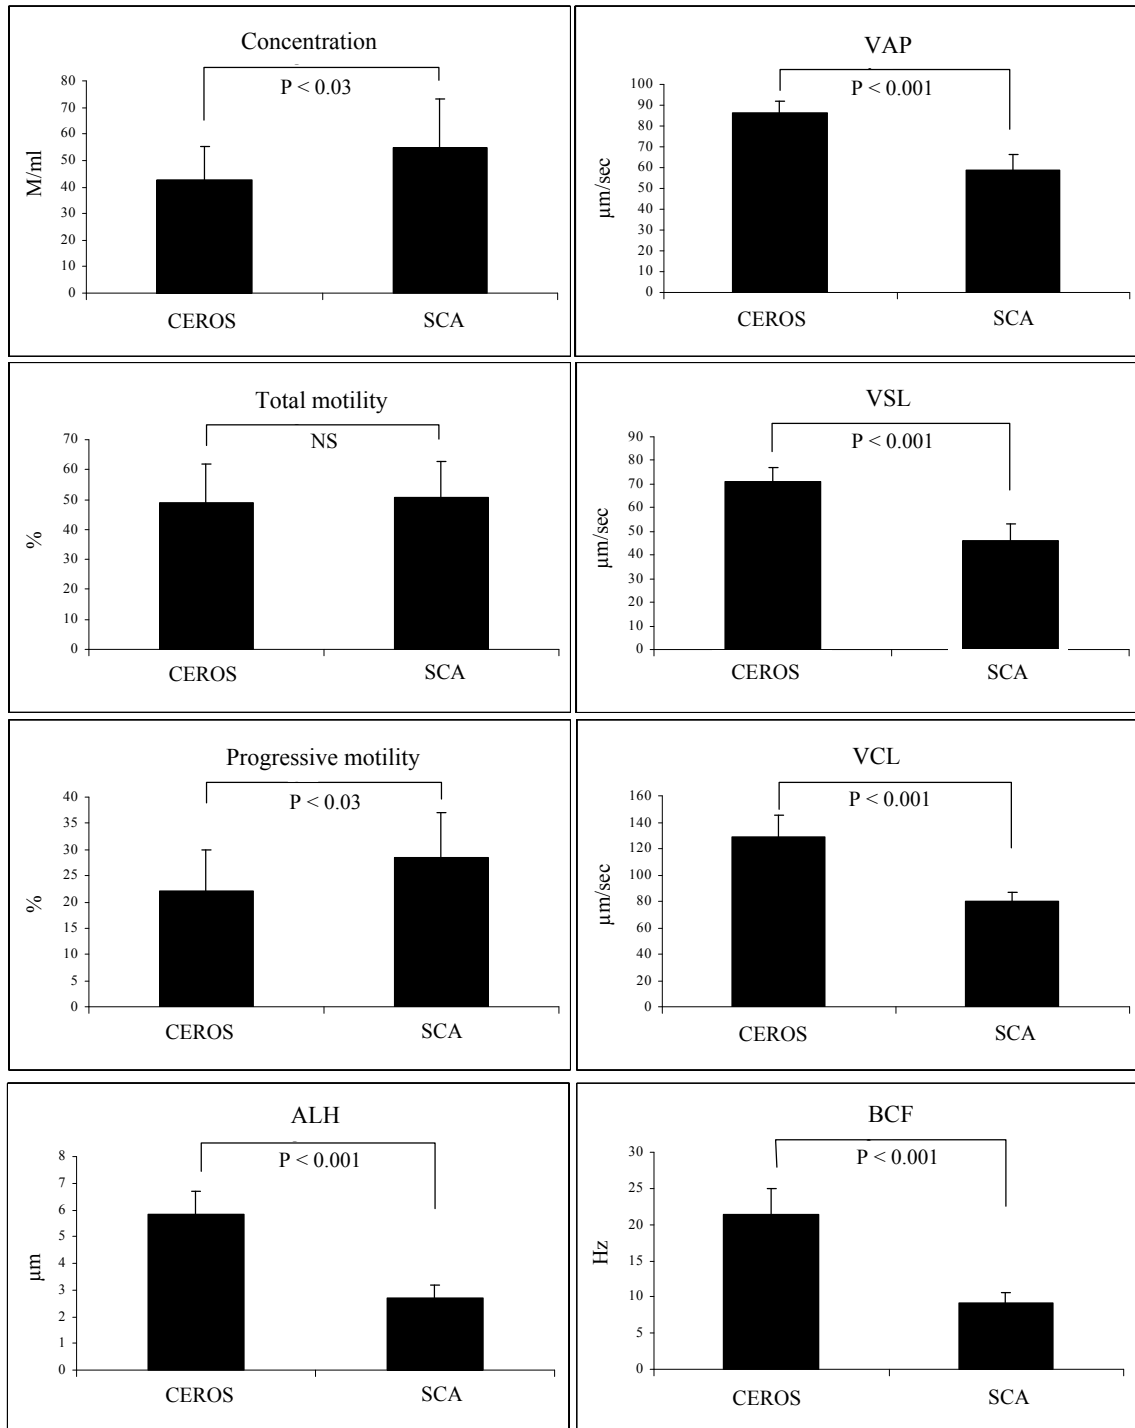 Concentration
P < 0.03
M/ml
80
70
60
50
40
30
20
10
0
CEROS SCA
VAP
P < 0.001
µm/sec
100
90
80
70
60
50
40
30
20
10
0
CEROS SCA
Total motility
NS
%
70
60
50
40
30
20
10
0
CEROS SCA
VSL
P < 0.001
µm/sec
90
80
70
60
50
40
30
20
10
0
CEROS SCA
Progressive motility
P < 0.03
%
40
35
30
25
20
15
10
5
0
CEROS SCA
VCL
P < 0.001
µm/sec
160
140
120
100
80
60
40
20
0
CEROS SCA
ALH
P < 0.001
µm
8
7
6
5
4
3
2
1
0
CEROS SCA
BCF
P < 0.001
Hz
30
25
20
15
10
5
0
CEROS SCA